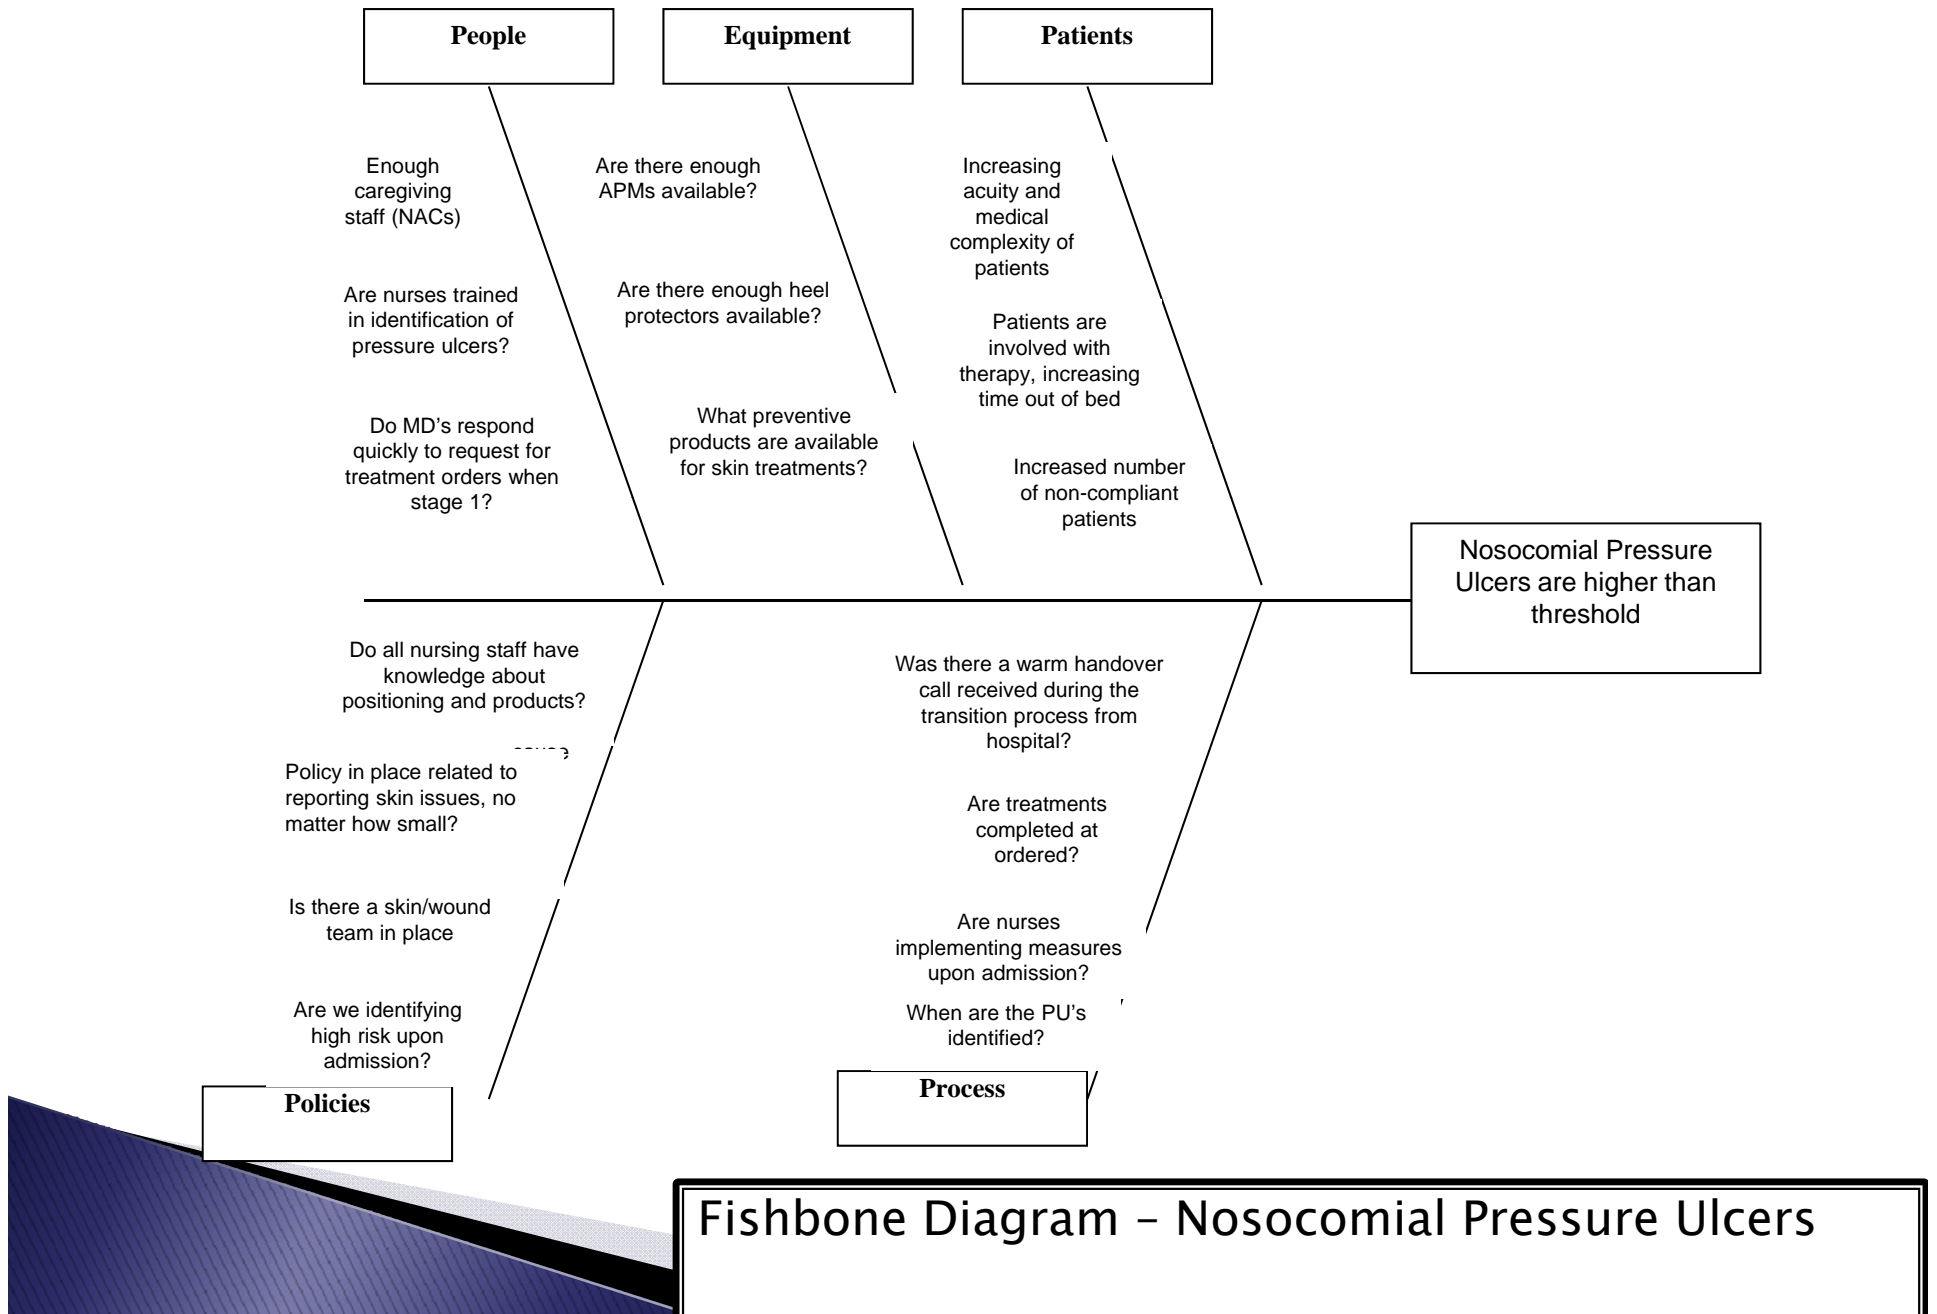 People
Equipment
Patients
Enough
caregiving
staff (NACs)
Are nurses trained
in identification of
pressure ulcers?
Do MD’s respond
quickly to request for
treatment orders when
stage 1?
Are there enough
APMs available?
Are there enough heel
protectors available?
What preventive
products are available
for skin treatments?
Increasing
acuity and
medical
complexity of
patients
Patients are
involved with
therapy, increasing
time out of bed
Increased number
of non-compliant
patients
Nosocomial Pressure
Ulcers are higher than
threshold
Do all nursing staff have
knowledge about
positioning and products?
Policy in place related to
reporting skin issues, no
matter how small?
Is there a skin/wound
team in place
Are we identifying
high risk upon
admission?
Policies
Was there a warm handover
call received during the
transition process from
hospital?
Are treatments
completed at
ordered?
Are nurses
implementing measures
upon admission?
When are the PU’s
identified?
Process
Fishbone Diagram – Nosocomial Pressure Ulcers